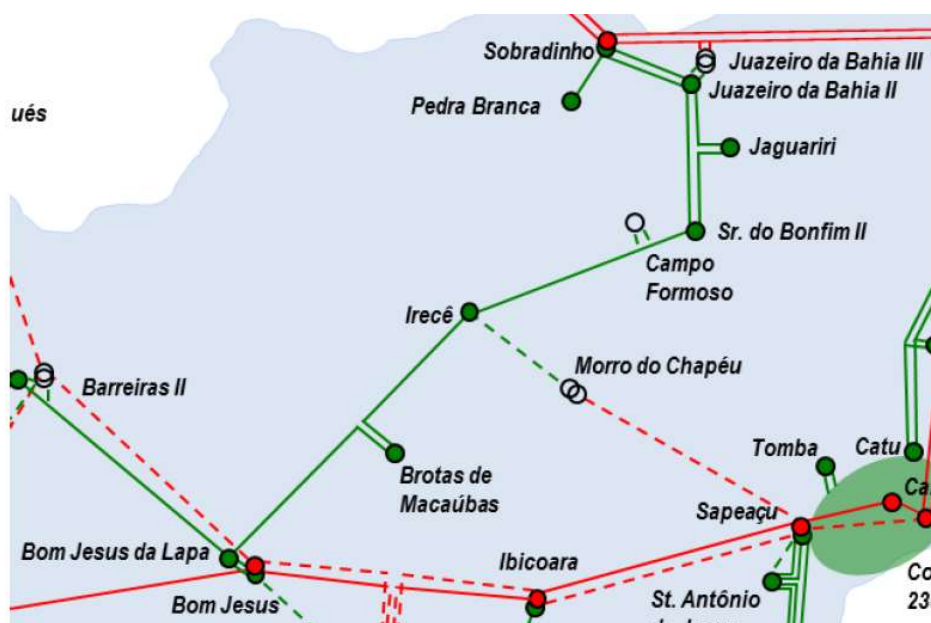 Sobradinho
Juazeiro da Bahia III
Juazeiro da Bahia II
ués
Pedra Branca
Jaguariri
Sr. do Bonfim II
Campo
Formoso
Irecê
Morro do Chapéu
Barreiras II
Tomba
Catu
Brotas de
Macaúbas
Sapeaçu
Bom Jesus da Lapa
Ibicoara
Bom Jesus
St. Antônio
Co
23